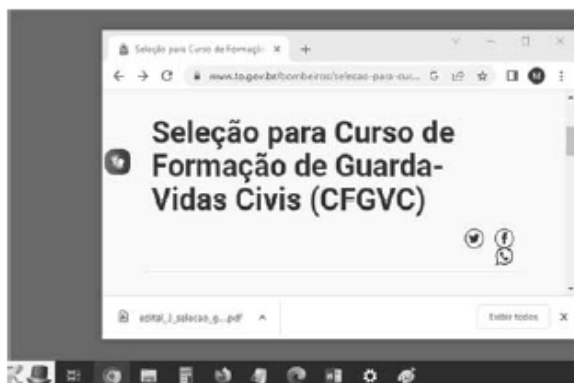 Seleção para Curso de Formação
www.to.gov.br/bombeiros/selecao-para-cur...
M
Seleção para Curso de
Formação de Guarda-
Vidas Civis (CFGVC)
edital_I_selecao_g....pdf
Exibir todos